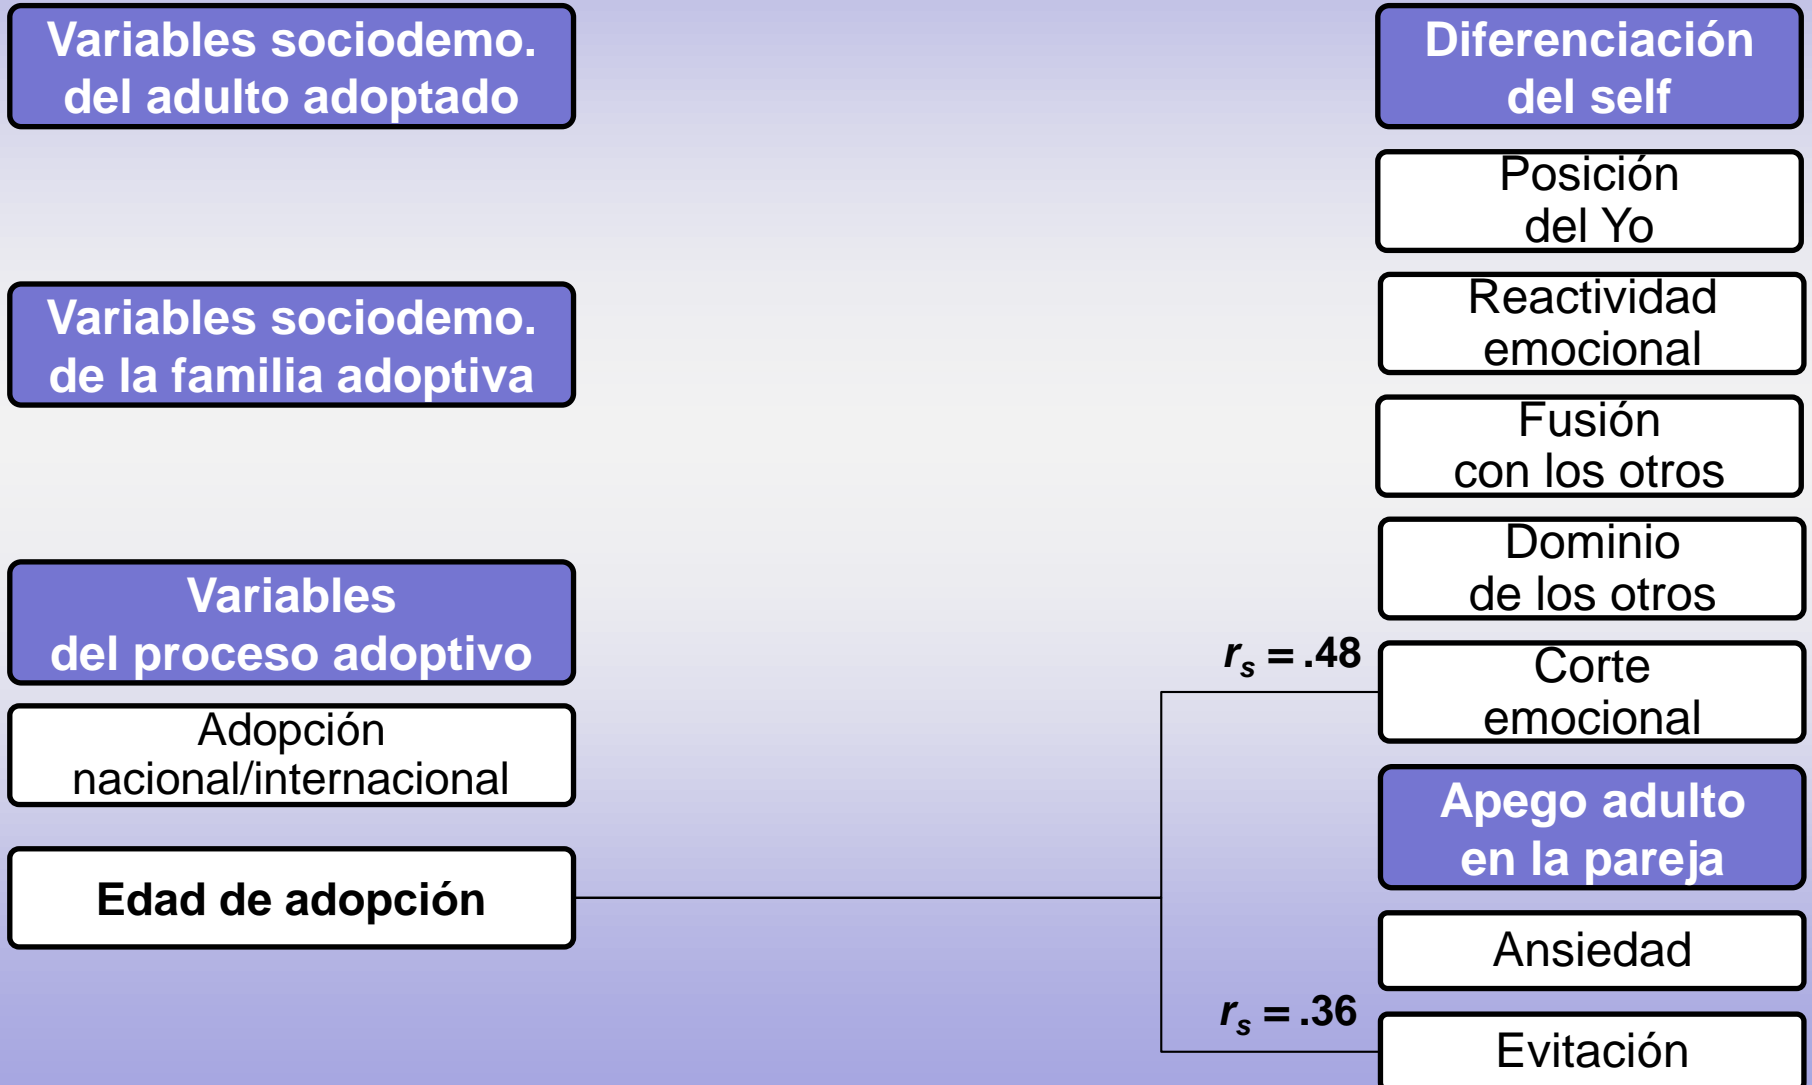 Variables sociodemo.
del adulto adoptado
Variables sociodemo.
de la familia adoptiva
Variables
del proceso adoptivo
Adopción
nacional/internacional
Edad de adopción
rs = .48
rs = .36
Diferenciación
del self
Posición
del Yo
Reactividad
emocional
Fusión
con los otros
Dominio
de los otros
Corte
emocional
Apego adulto
en la pareja
Ansiedad
Evitación